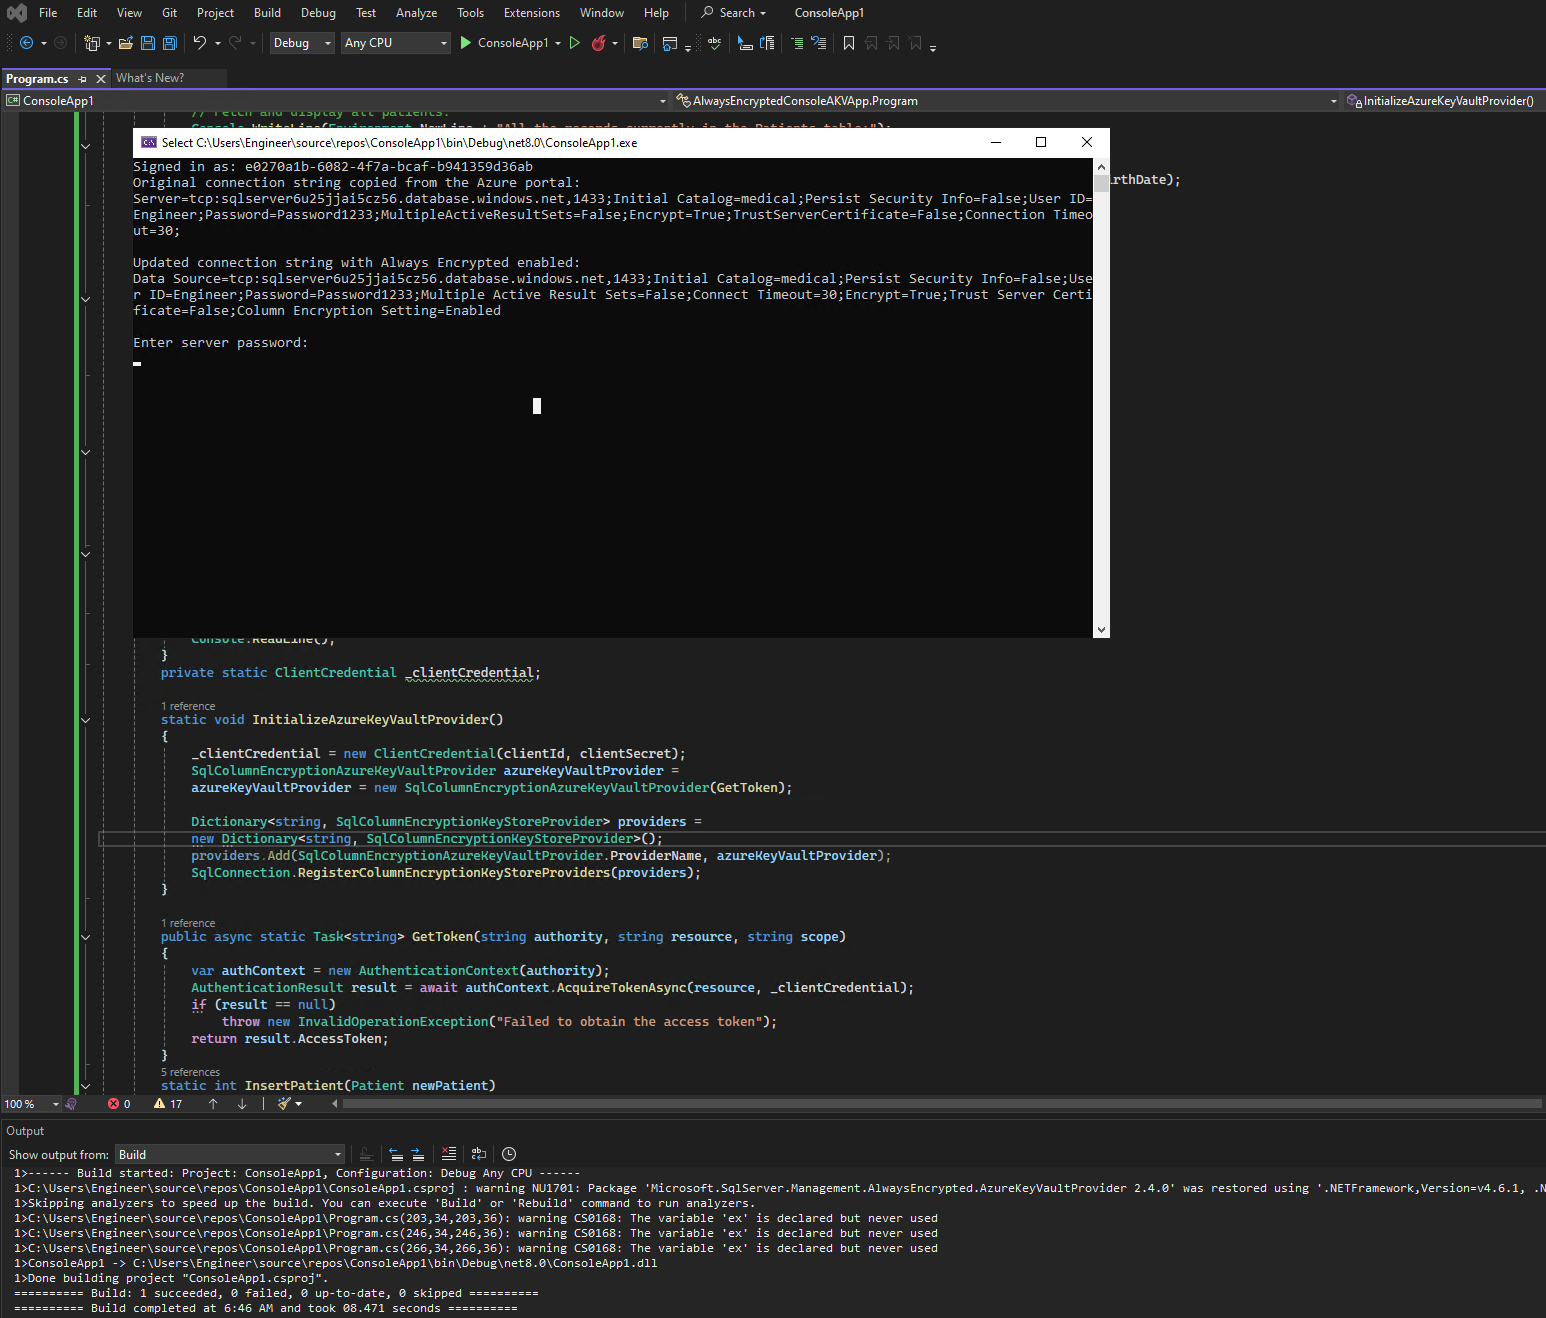 File Edit View Git Project Build Debug Test Analyze Tools Extensions Window Help Search ConsoleApp1
Debug Any CPU ConsoleApp1
Program.cs What's New?
C# ConsoleApp1 AlwaysEncryptedConsoleAKVApp.Program InitializeAzureKeyVaultProvider()
// Fetch and display all patients.
Console.WriteLine(Environment.NewLine + "All the records currently in the Patients table:");
Select C:\Users\Engineer\source\repos\ConsoleApp1\bin\Debug\net8.0\ConsoleApp1.exe
Signed in as: e0270a1b-6082-4f7a-bcaf-b941359d36ab
Original connection string copied from the Azure portal:
irthDate);
Server=tcp:sqlserver6u25jjai5cz56.database.windows.net,1433;Initial Catalog=medical;Persist Security Info=False;User ID=
Engineer;Password=Password1233;MultipleActiveResultSets=False;Encrypt=True;TrustServerCertificate=False;Connection Timeo
ut=30;
Updated connection string with Always Encrypted enabled:
Data Source=tcp:sqlserver6u25jjai5cz56.database.windows.net,1433;Initial Catalog=medical;Persist Security Info=False;Use
r ID=Engineer;Password=Password1233;Multiple Active Result Sets=False;Connect Timeout=30;Encrypt=True;Trust Server Certi
ficate=False;Column Encryption Setting=Enabled
Enter server password:
Console.ReadLine();
}
private static ClientCredential _clientCredential;
1 reference
static void InitializeAzureKeyVaultProvider()
{
_clientCredential = new ClientCredential(clientId, clientSecret);
SqlColumnEncryptionAzureKeyVaultProvider azureKeyVaultProvider =
azureKeyVaultProvider = new SqlColumnEncryptionAzureKeyVaultProvider(GetToken);
Dictionary<string, SqlColumnEncryptionKeyStoreProvider> providers =
new Dictionary<string, SqlColumnEncryptionKeyStoreProvider>();
providers.Add(SqlColumnEncryptionAzureKeyVaultProvider.ProviderName, azureKeyVaultProvider);
SqlConnection.RegisterColumnEncryptionKeyStoreProviders(providers);
}
1 reference
public async static Task<string> GetToken(string authority, string resource, string scope)
{
var authContext = new AuthenticationContext(authority);
AuthenticationResult result = await authContext.AcquireTokenAsync(resource, _clientCredential);
if (result == null)
throw new InvalidOperationException("Failed to obtain the access token");
return result.AccessToken;
}
5 references
static int InsertPatient(Patient newPatient)
100 % 0 17
Output
Show output from: Build
1>------ Build started: Project: ConsoleApp1, Configuration: Debug Any CPU ------
1>C:\Users\Engineer\source\repos\ConsoleApp1\ConsoleApp1.csproj : warning NU1701: Package 'Microsoft.SqlServer.Management.AlwaysEncrypted.AzureKeyVaultProvider 2.4.0' was restored using '.NETFramework,Version=v4.6.1, .N
1>Skipping analyzers to speed up the build. You can execute 'Build' or 'Rebuild' command to run analyzers.
1>C:\Users\Engineer\source\repos\ConsoleApp1\Program.cs(203,34,203,36): warning CS0168: The variable 'ex' is declared but never used
1>C:\Users\Engineer\source\repos\ConsoleApp1\Program.cs(246,34,246,36): warning CS0168: The variable 'ex' is declared but never used
1>C:\Users\Engineer\source\repos\ConsoleApp1\Program.cs(266,34,266,36): warning CS0168: The variable 'ex' is declared but never used
1>ConsoleApp1 -> C:\Users\Engineer\source\repos\ConsoleApp1\bin\Debug\net8.0\ConsoleApp1.dll
1>Done building project "ConsoleApp1.csproj".
========== Build: 1 succeeded, 0 failed, 0 up-to-date, 0 skipped ==========
========== Build completed at 6:46 AM and took 08.471 seconds ==========